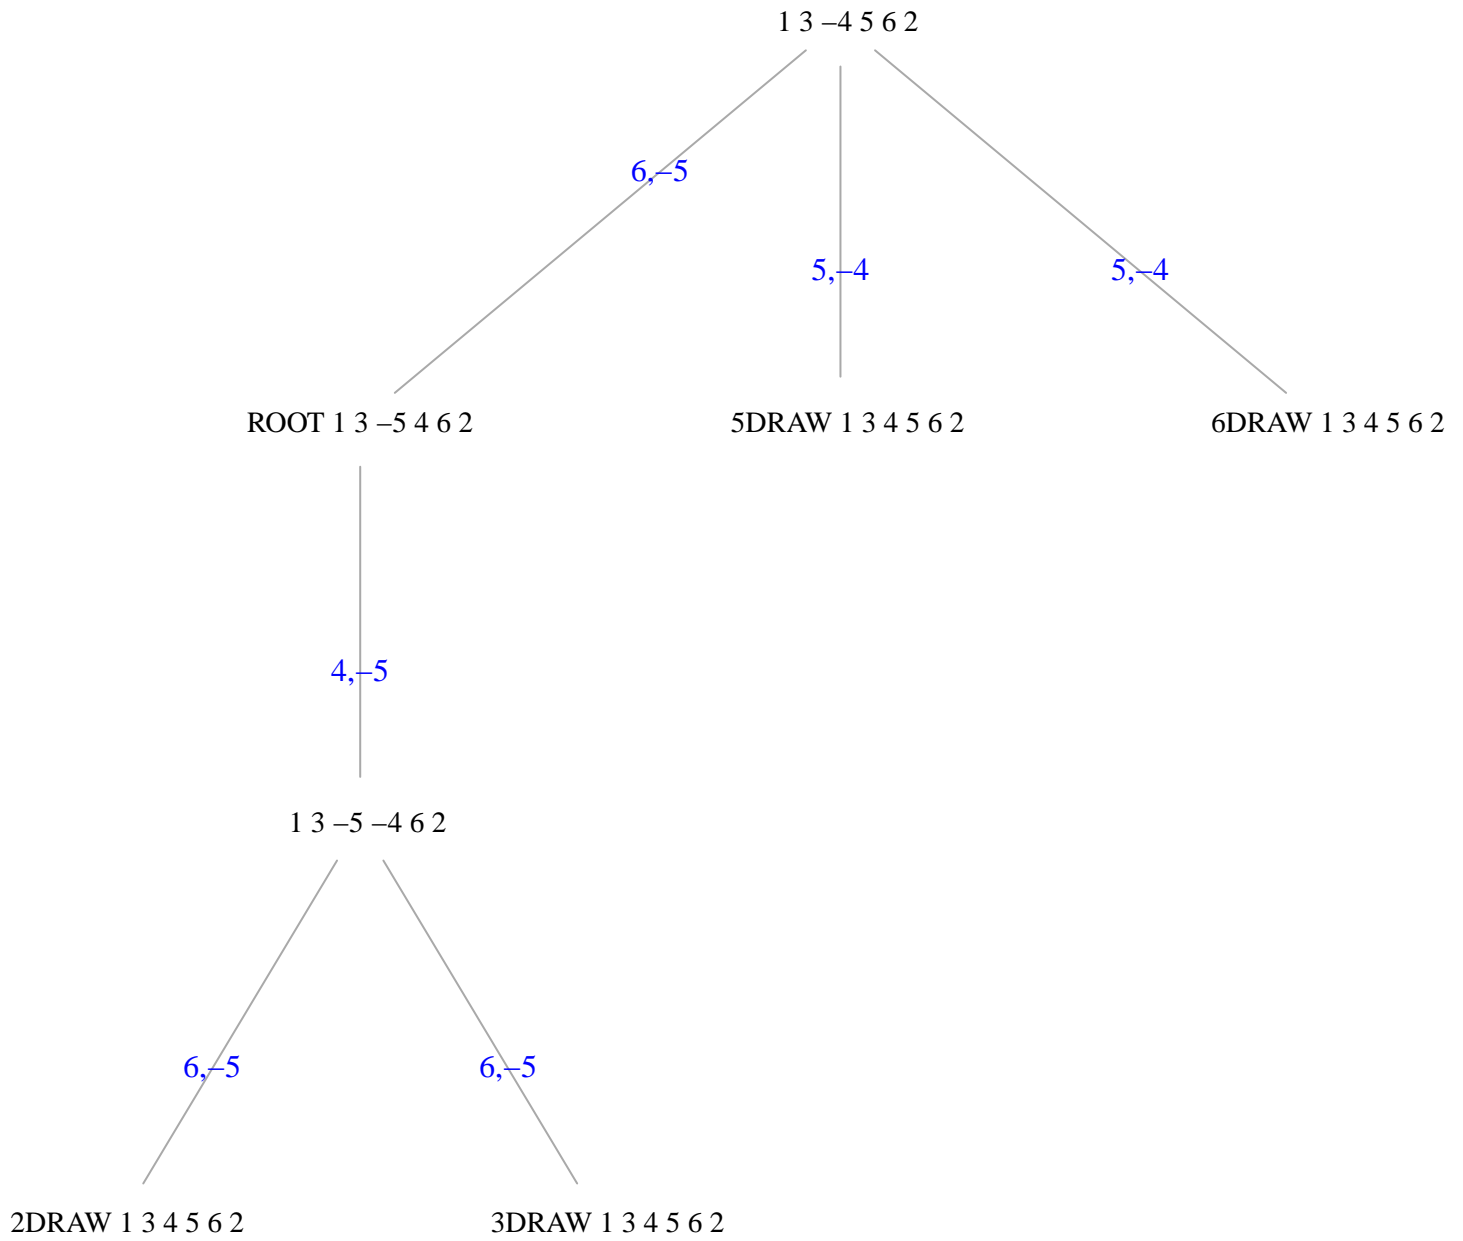 1 3 –4 5 6 2
6,–5
5,–4
5,–4
ROOT 1 3 –5 4 6 2
5DRAW 1 3 4 5 6 2
6DRAW 1 3 4 5 6 2
4,–5
1 3 –5 –4 6 2
6,–5
6,–5
2DRAW 1 3 4 5 6 2
3DRAW 1 3 4 5 6 2